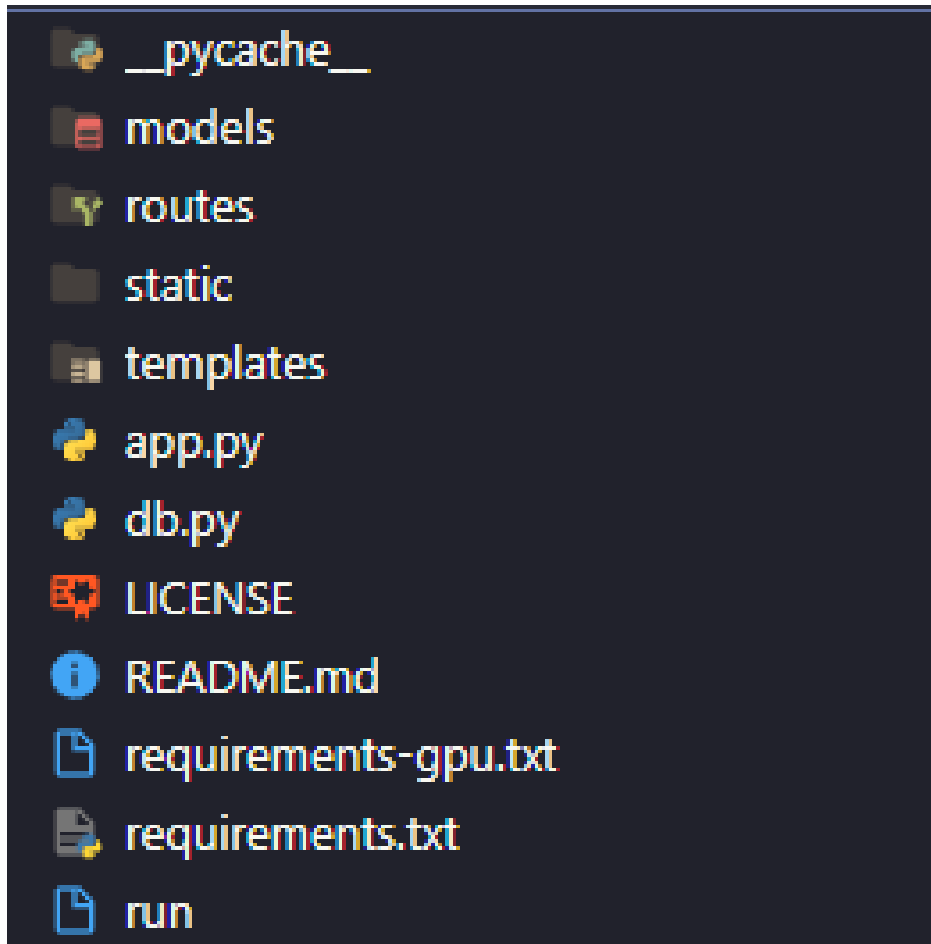 __pycache__
models
routes
static
templates
app.py
db.py
LICENSE
README.md
requirements-gpu.txt
requirements.txt
run